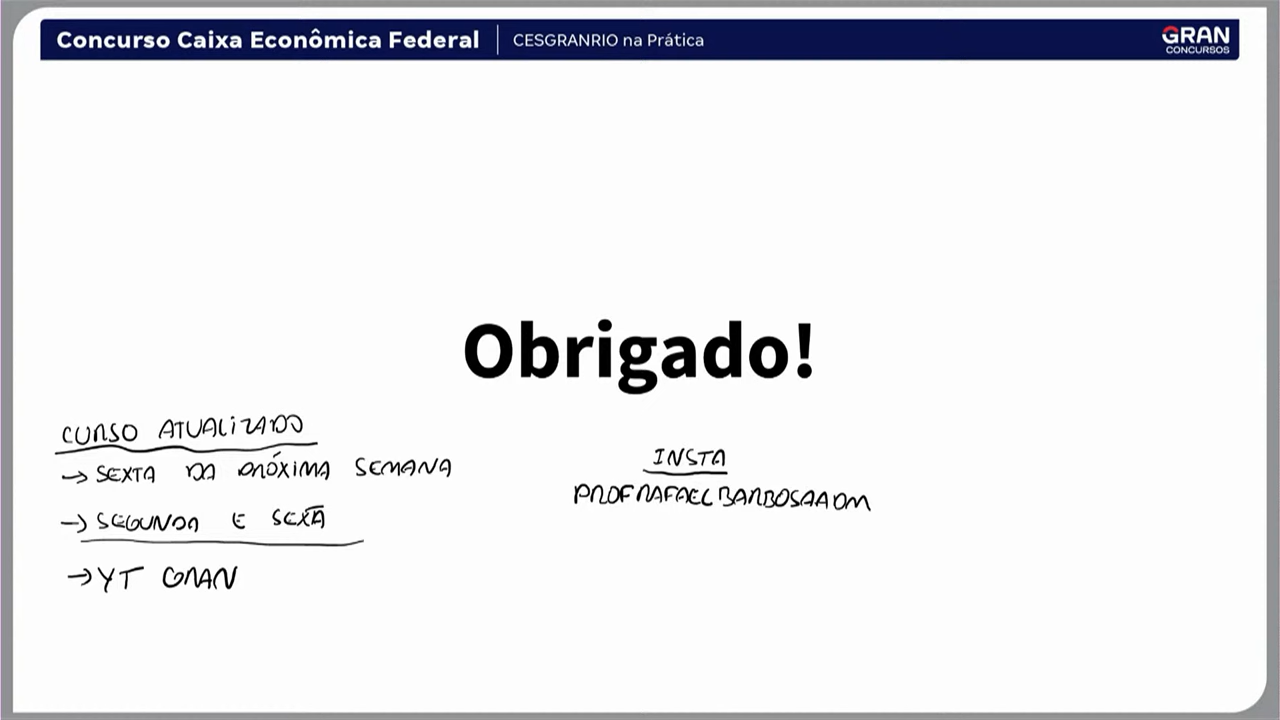 Concurso Caixa Econômica Federal | CESGRANRIO na Prática
GRAN
CONCURSOS
Obrigado!
CURSO ATUALIZADO
→ SEXTA DA PRÓXIMA SEMANA
→ SEGUNDA E SEXTA
→ YT GRAN
INSTA
PROFRAFAELBARBOSAADM